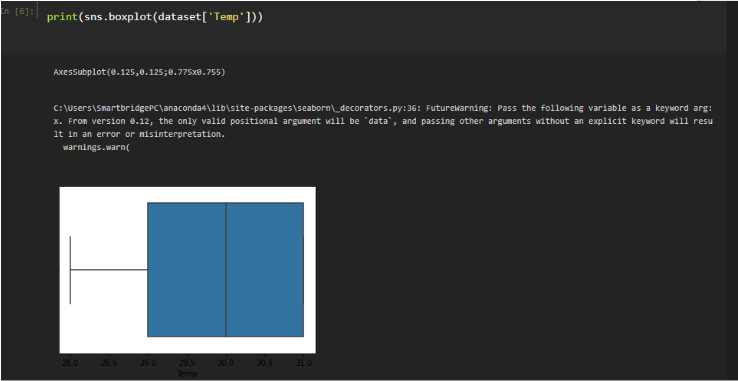 In [6]:
print(sns.boxplot(dataset['Temp']))
AxesSubplot(0.125,0.125;0.775x0.755)
C:\Users\SmartbridgePC\anaconda4\lib\site-packages\seaborn\_decorators.py:36: FutureWarning: Pass the following variable as a keyword arg:
x. From version 0.12, the only valid positional argument will be `data`, and passing other arguments without an explicit keyword will resu
lt in an error or misinterpretation.
warnings.warn(
28.0 28.5 29.0 29.5 30.0 30.5 31.0
Temp